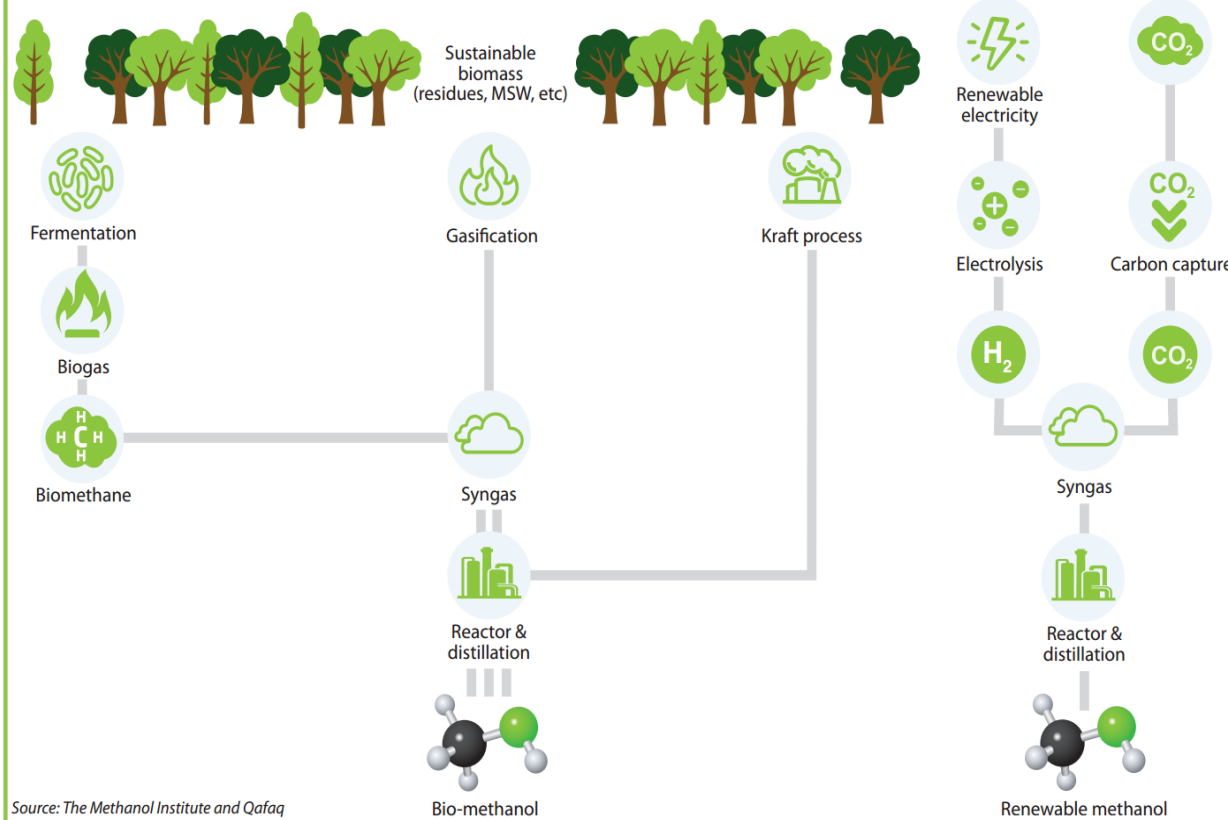 Sustainable
biomass
(residues, MSW, etc)
Renewable
electricity
CO2
Fermentation
Gasification
Kraft process
Electrolysis
CO2
Carbon capture
Biogas
H2
CO2
H
H C H
H
Biomethane
Syngas
Syngas
Reactor &
distillation
Reactor &
distillation
Bio-methanol
Renewable methanol
Source: The Methanol Institute and Qafaq